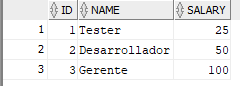 ID NAME SALARY
1 1 Tester 25
2 2 Desarrollador 50
3 3 Gerente 100